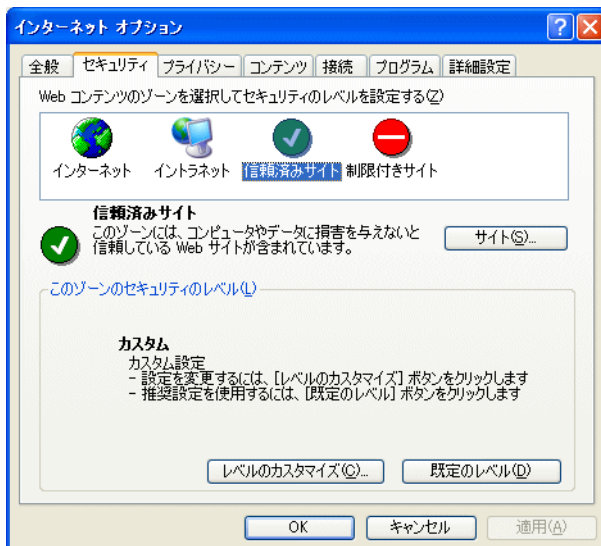 インターネット オプション
全般 セキュリティ プライバシー コンテンツ 接続 プログラム 詳細設定
Web コンテンツのゾーンを選択してセキュリティのレベルを設定する(Z)
インターネット イントラネット 信頼済みサイト 制限付きサイト
信頼済みサイト
このゾーンには、コンピュータやデータに損害を与えないと
信頼している Web サイトが含まれています。
サイト(S)...
このゾーンのセキュリティのレベル(L)
カスタム
カスタム設定
- 設定を変更するには、[レベルのカスタマイズ] ボタンをクリックします
- 推奨設定を使用するには、[既定のレベル] ボタンをクリックします
レベルのカスタマイズ(C)... 既定のレベル(D)
OK キャンセル 適用(A)